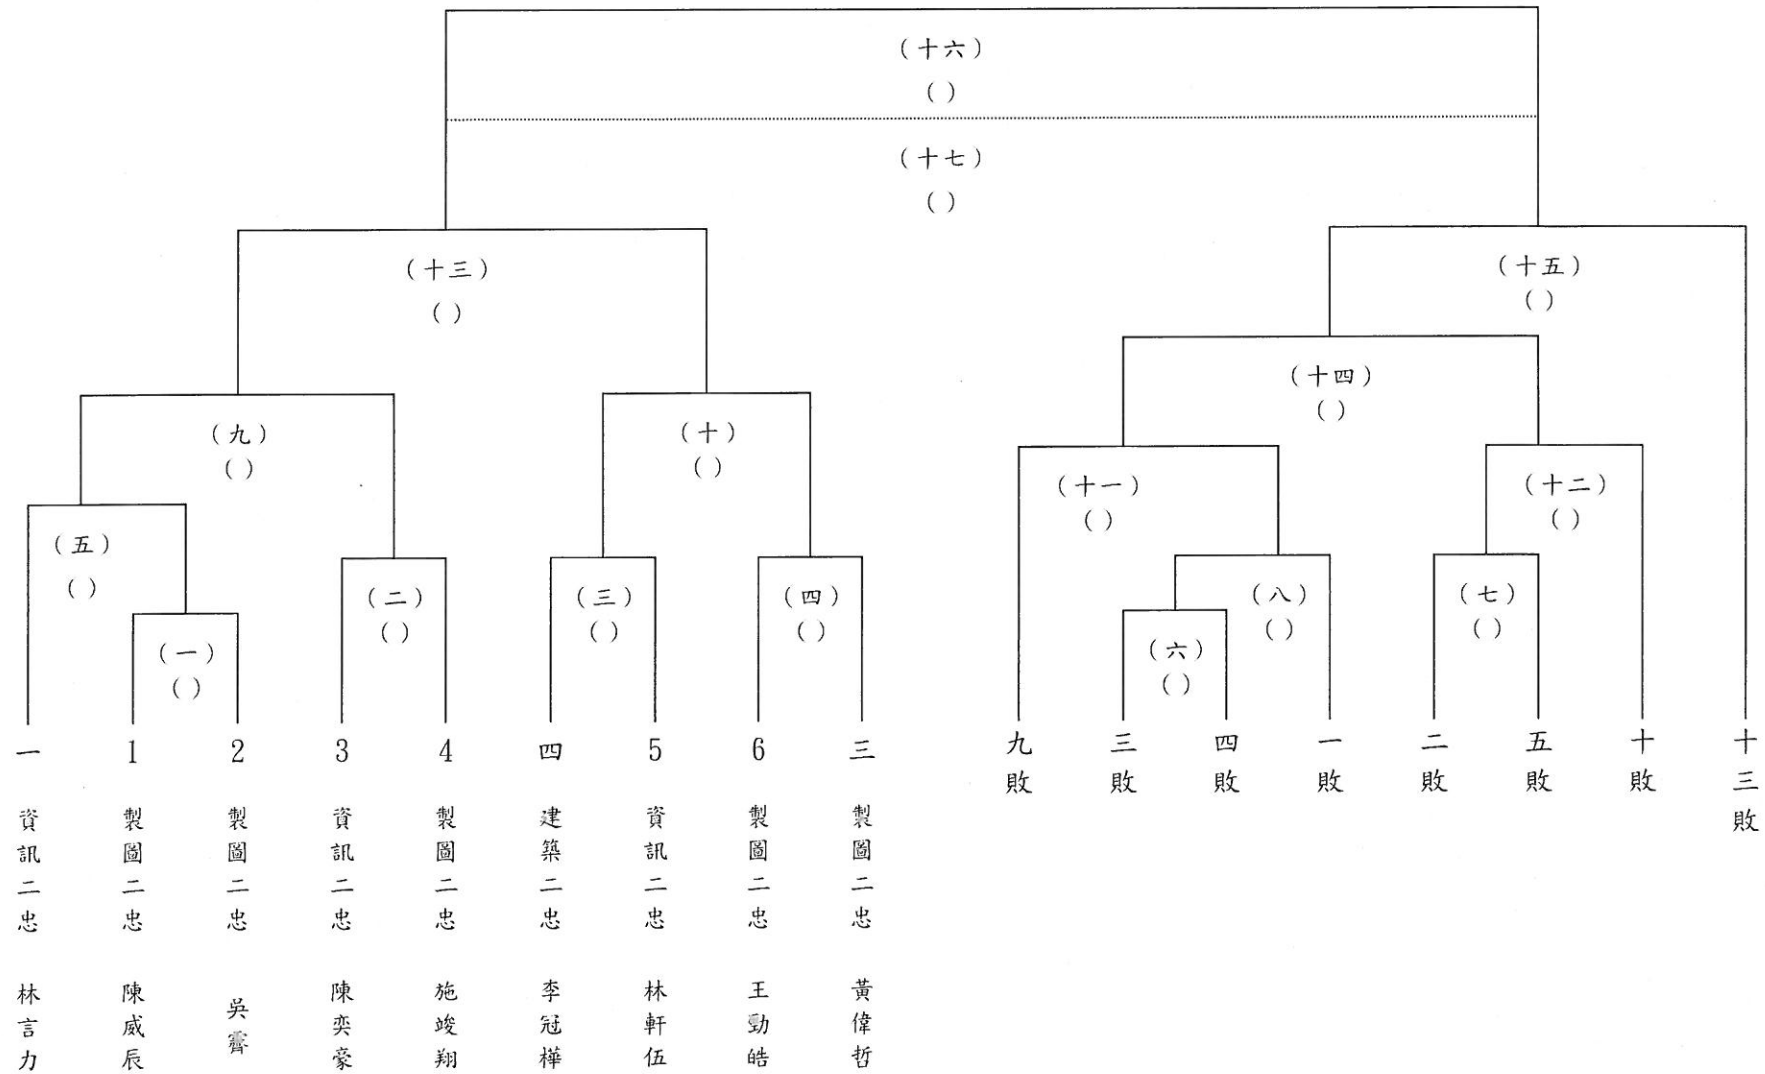 （十六）
（ ）
（十七）
（ ）
（十三）
（ ）
（十五）
（ ）
（十四）
（ ）
（九）
（ ）
（十）
（ ）
（十一）
（ ）
（十二）
（ ）
（五）
（ ）
（二）
（ ）
（三）
（ ）
（四）
（ ）
（八）
（ ）
（七）
（ ）
（一）
（ ）
（六）
（ ）
一 資訊二忠 林言力
1 製圖二忠 陳威辰
2 製圖二忠 吳霽
3 資訊二忠 陳奕豪
4 製圖二忠 施竣翔
四 建築二忠 李冠樺
5 資訊二忠 林軒伍
6 製圖二忠 王勁皓
三 製圖二忠 黃偉哲
九敗
三敗
四敗
一敗
二敗
五敗
十敗
十三敗